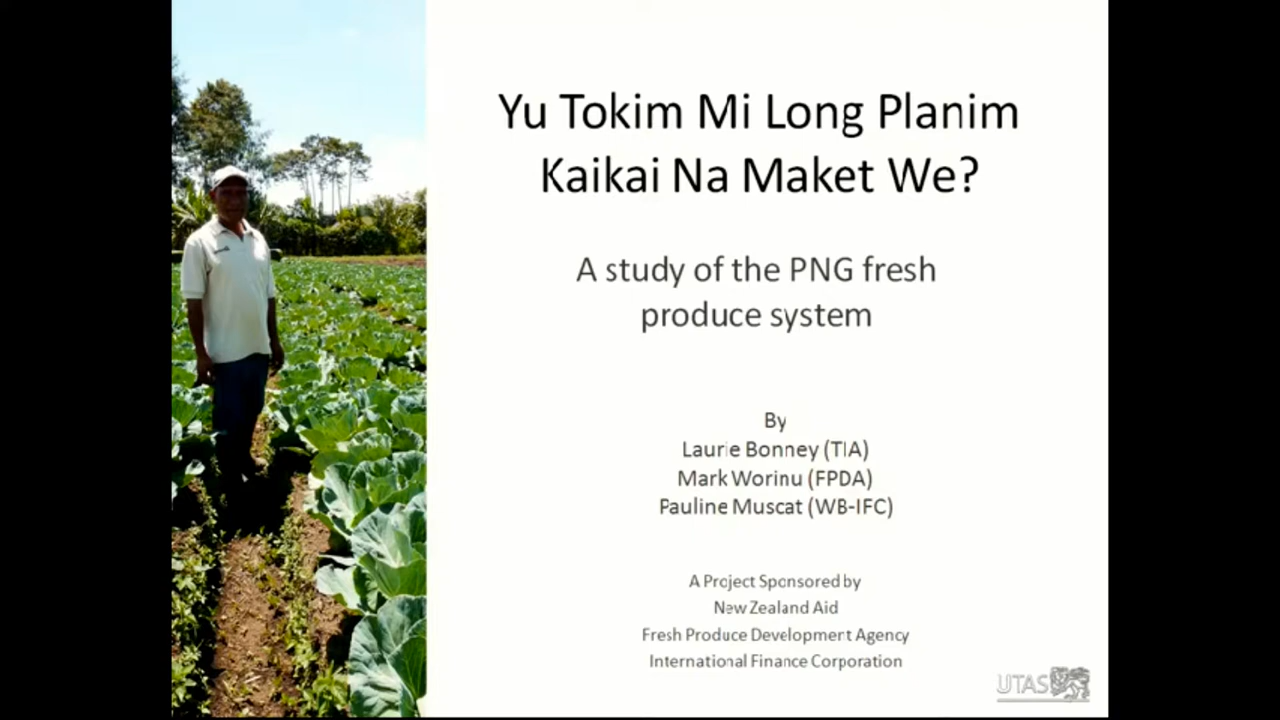 Yu Tokim Mi Long Planim
Kaikai Na Maket We?
A study of the PNG fresh
produce system
By
Laurie Bonney (TIA)
Mark Worinu (FPDA)
Pauline Muscat (WB-IFC)
A Project Sponsored by
New Zealand Aid
Fresh Produce Development Agency
International Finance Corporation
UTAS